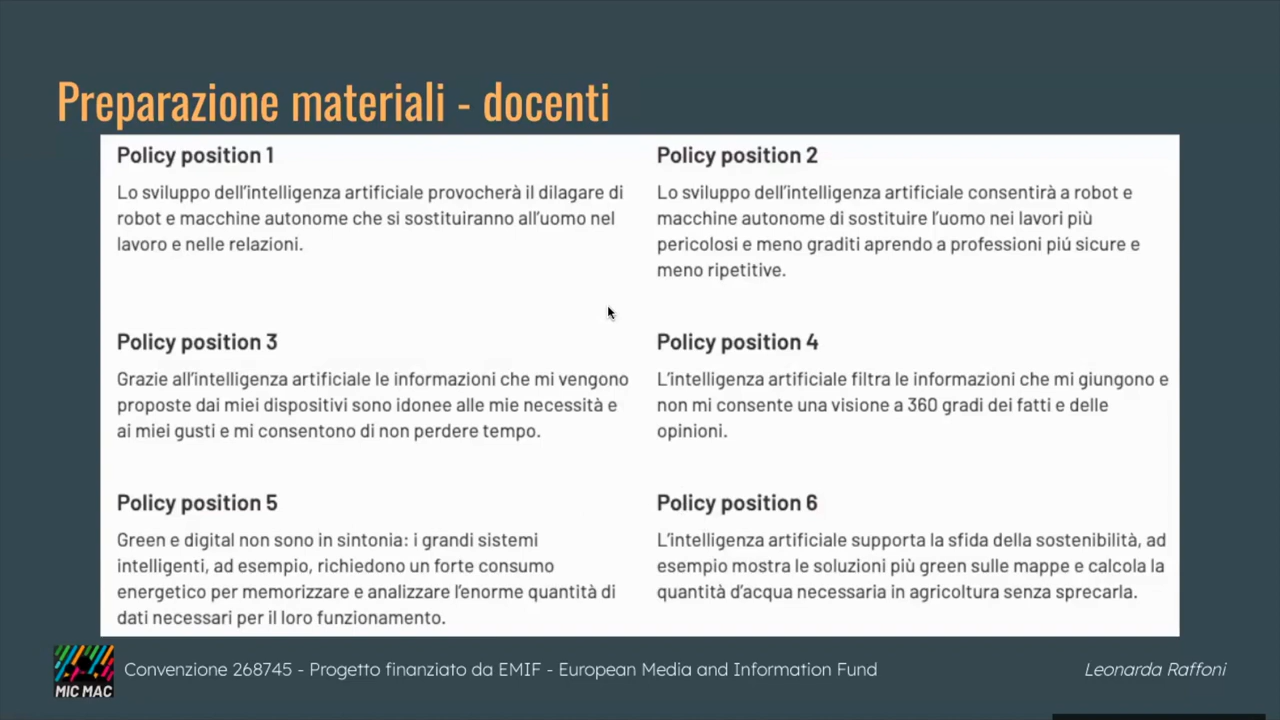 Preparazione materiali - docenti
Policy position 1
Lo sviluppo dell'intelligenza artificiale provocherà il dilagare di
robot e macchine autonome che si sostituiranno all'uomo nel
lavoro e nelle relazioni.
Policy position 2
Lo sviluppo dell'intelligenza artificiale consentirà a robot e
macchine autonome di sostituire l'uomo nei lavori più
pericolosi e meno graditi aprendo a professioni piú sicure e
meno ripetitive.
Policy position 3
Grazie all'intelligenza artificiale le informazioni che mi vengono
proposte dai miei dispositivi sono idonee alle mie necessità e
ai miei gusti e mi consentono di non perdere tempo.
Policy position 4
L'intelligenza artificiale filtra le informazioni che mi giungono e
non mi consente una visione a 360 gradi dei fatti e delle
opinioni.
Policy position 5
Green e digital non sono in sintonia: i grandi sistemi
intelligenti, ad esempio, richiedono un forte consumo
energetico per memorizzare e analizzare l'enorme quantità di
dati necessari per il loro funzionamento.
Policy position 6
L'intelligenza artificiale supporta la sfida della sostenibilità, ad
esempio mostra le soluzioni più green sulle mappe e calcola la
quantità d'acqua necessaria in agricoltura senza sprecarla.
MIC MAC
Convenzione 268745 - Progetto finanziato da EMIF - European Media and Information Fund
Leonarda Raffoni